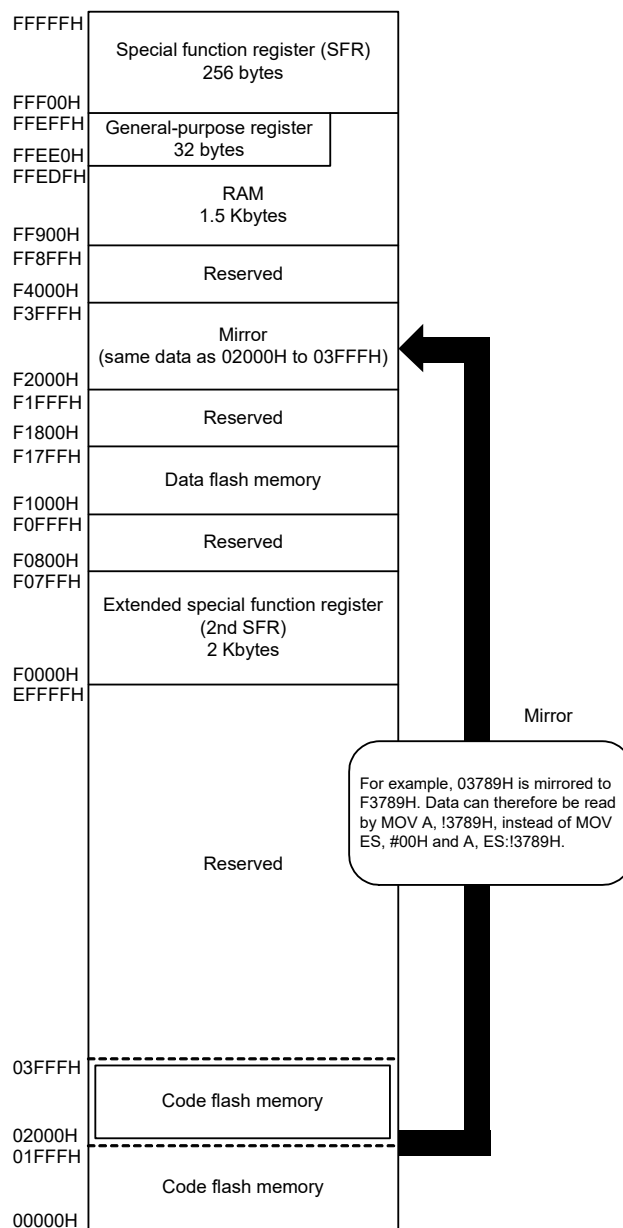 FFFFFH
Special function register (SFR)
256 bytes
FFF00H
FFEFFH
General-purpose register
32 bytes
FFEE0H
FFEDFH
RAM
1.5 Kbytes
FF900H
FF8FFH
Reserved
F4000H
F3FFFH
Mirror
(same data as 02000H to 03FFFH)
F2000H
F1FFFH
Reserved
F1800H
F17FFH
Data flash memory
F1000H
F0FFFH
Reserved
F0800H
F07FFH
Extended special function register
(2nd SFR)
2 Kbytes
F0000H
EFFFFH
Mirror
For example, 03789H is mirrored to
F3789H. Data can therefore be read
by MOV A, !3789H, instead of MOV
ES, #00H and A, ES:!3789H.
Reserved
03FFFH
Code flash memory
02000H
01FFFH
Code flash memory
00000H